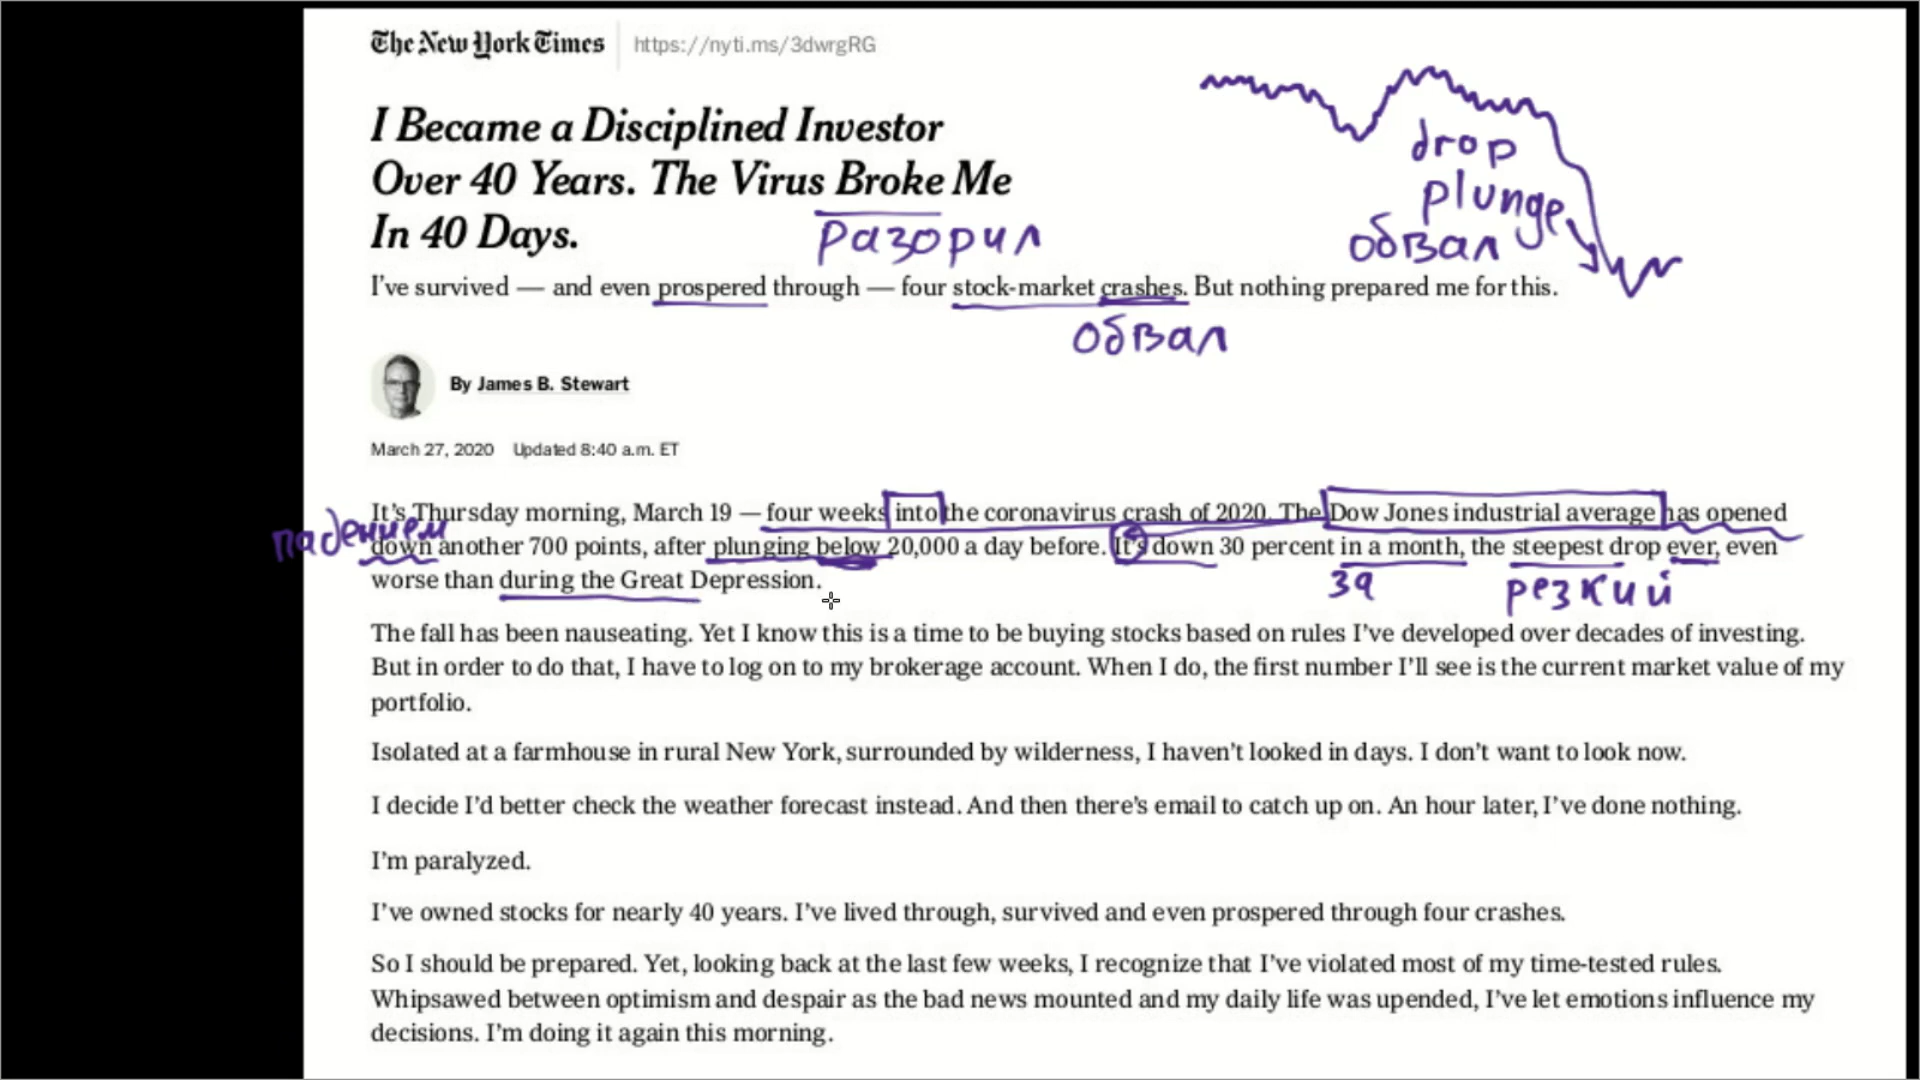 The New York Times https://nyti.ms/3dwrgRG
I Became a Disciplined Investor
Over 40 Years. The Virus Broke Me
In 40 Days.
разорил
drop
plunge
обвал
I've survived — and even prospered through — four stock-market crashes. But nothing prepared me for this.
обвал
By James B. Stewart
March 27, 2020 Updated 8:40 a.m. ET
It's Thursday morning, March 19 — four weeks into the coronavirus crash of 2020. The Dow Jones industrial average has opened
падением
down another 700 points, after plunging below 20,000 a day before. It's down 30 percent in a month, the steepest drop ever, even
за резкий
worse than during the Great Depression.
The fall has been nauseating. Yet I know this is a time to be buying stocks based on rules I've developed over decades of investing.
But in order to do that, I have to log on to my brokerage account. When I do, the first number I'll see is the current market value of my
portfolio.
Isolated at a farmhouse in rural New York, surrounded by wilderness, I haven't looked in days. I don't want to look now.
I decide I'd better check the weather forecast instead. And then there's email to catch up on. An hour later, I've done nothing.
I'm paralyzed.
I've owned stocks for nearly 40 years. I've lived through, survived and even prospered through four crashes.
So I should be prepared. Yet, looking back at the last few weeks, I recognize that I've violated most of my time-tested rules.
Whipsawed between optimism and despair as the bad news mounted and my daily life was upended, I've let emotions influence my
decisions. I'm doing it again this morning.